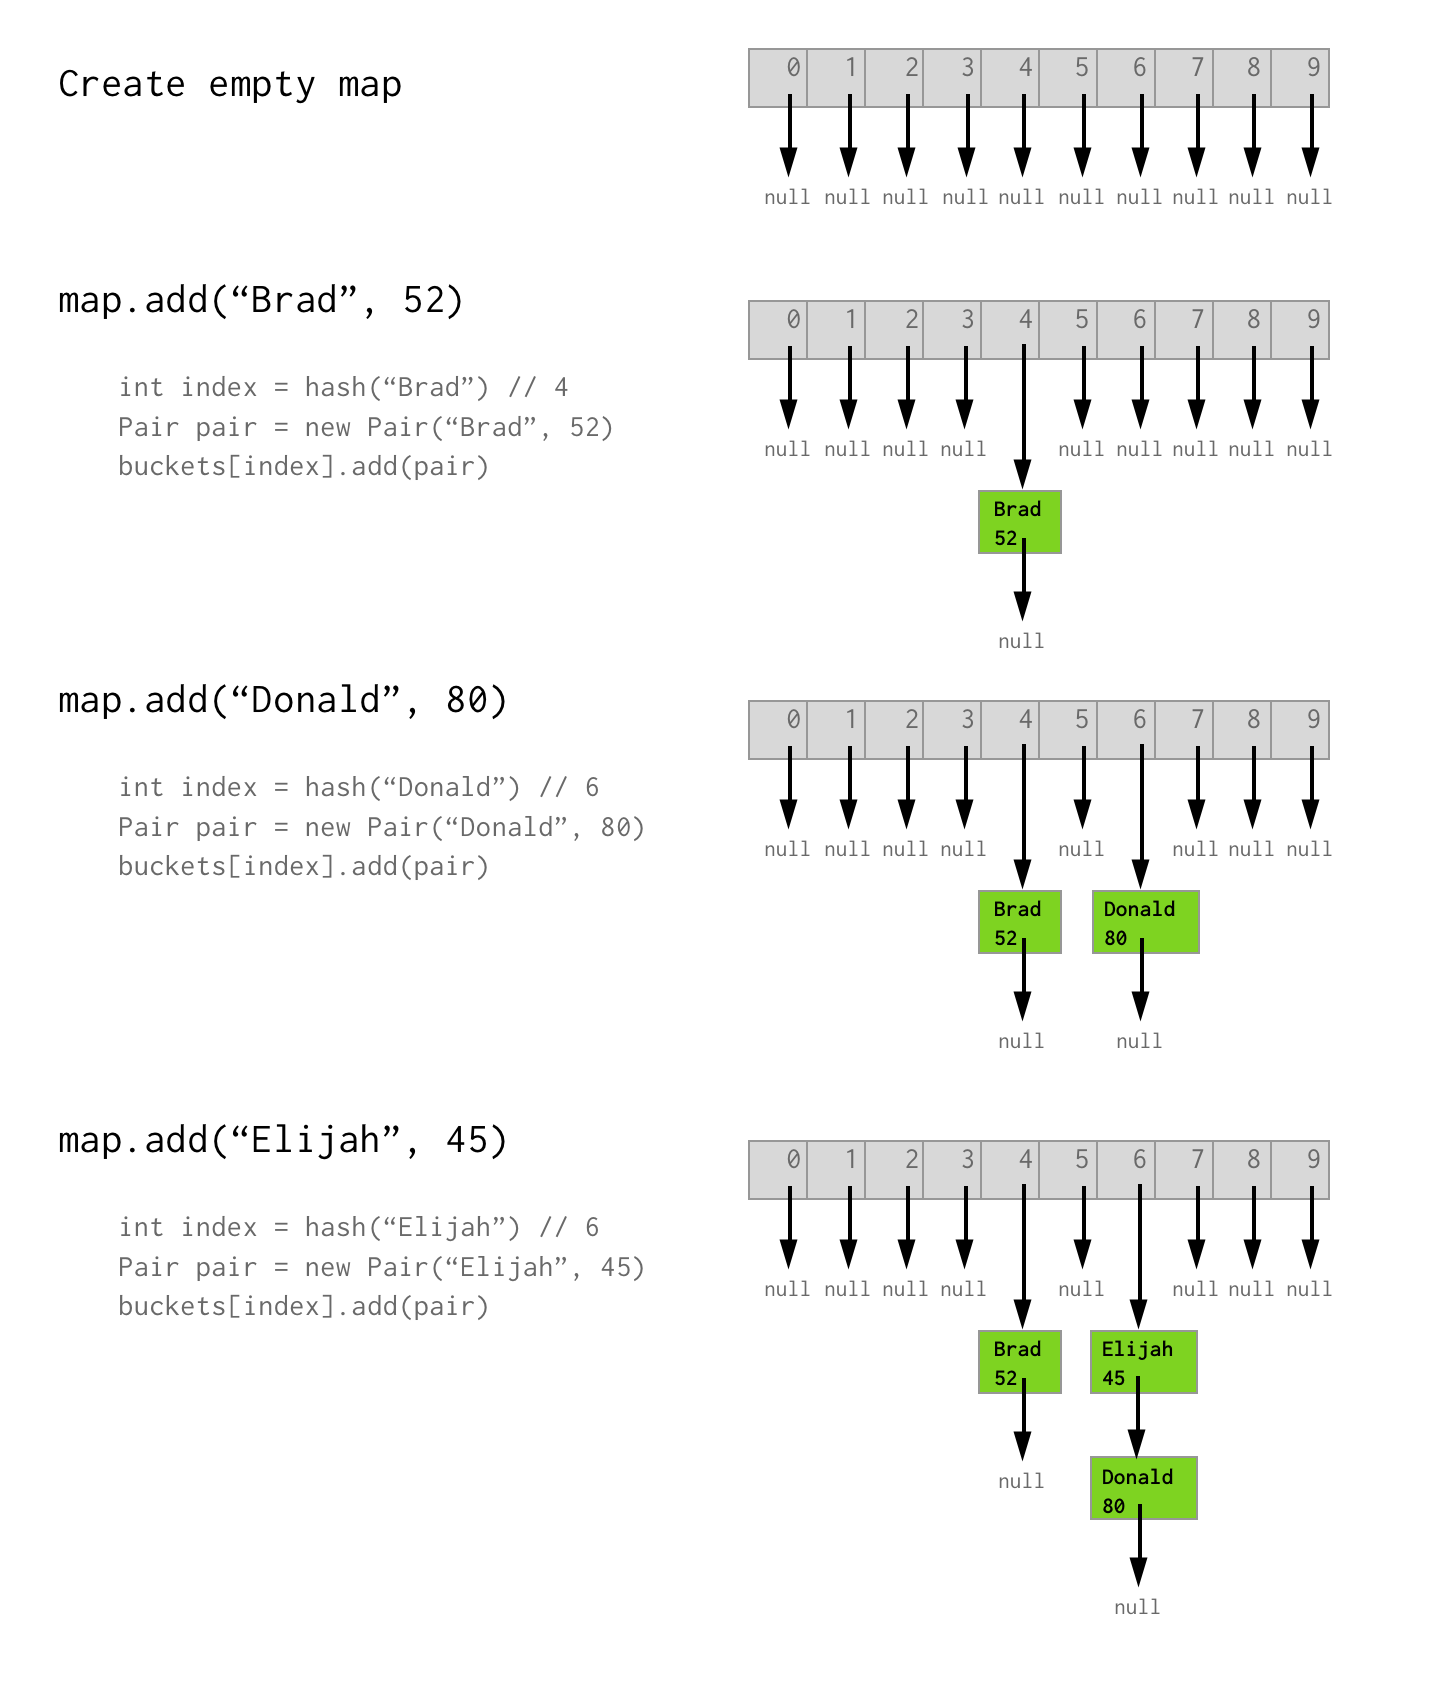 Create empty map
0 1 2 3 4 5 6 7 8 9
null null null null null null null null null null
map.add(“Brad”, 52)
0 1 2 3 4 5 6 7 8 9
int index = hash(“Brad”) // 4
Pair pair = new Pair(“Brad”, 52)
buckets[index].add(pair)
null null null null null null null null null
Brad
52
null
map.add(“Donald”, 80)
0 1 2 3 4 5 6 7 8 9
int index = hash(“Donald”) // 6
Pair pair = new Pair(“Donald”, 80)
buckets[index].add(pair)
null null null null null null null null
Brad Donald
52 80
null null
map.add(“Elijah”, 45)
0 1 2 3 4 5 6 7 8 9
int index = hash(“Elijah”) // 6
Pair pair = new Pair(“Elijah”, 45)
buckets[index].add(pair)
null null null null null null null null
Brad Elijah
52 45
null Donald
80
null